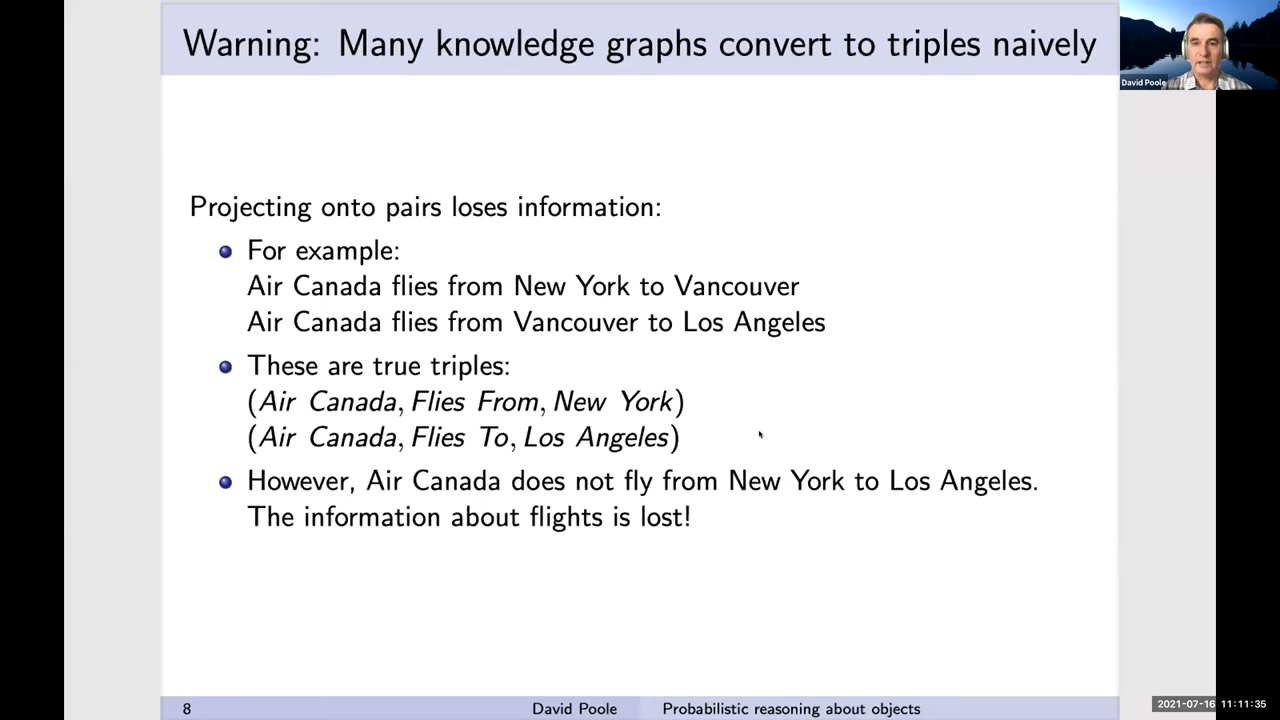 Warning: Many knowledge graphs convert to triples naively
David Poole
Projecting onto pairs loses information:
For example:
Air Canada flies from New York to Vancouver
Air Canada flies from Vancouver to Los Angeles
These are true triples:
(Air Canada, Flies From, New York)
(Air Canada, Flies To, Los Angeles)
However, Air Canada does not fly from New York to Los Angeles.
The information about flights is lost!
8 David Poole Probabilistic reasoning about objects
2021-07-16 11:11:35